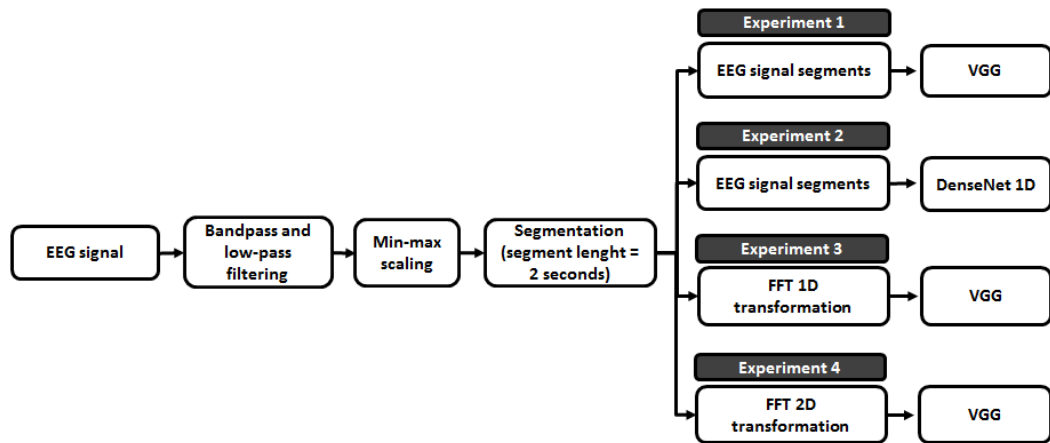 EEG signal
Bandpass and
low-pass
filtering
Min-max
scaling
Segmentation
(segment lenght =
2 seconds)
Experiment 1
EEG signal segments
VGG
Experiment 2
EEG signal segments
DenseNet 1D
Experiment 3
FFT 1D
transformation
VGG
Experiment 4
FFT 2D
transformation
VGG